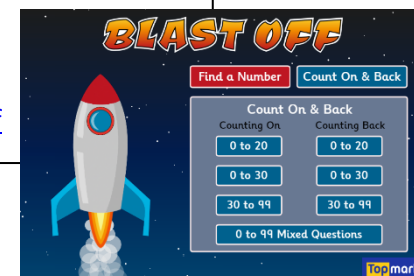 BLAST OFF
Find a Number Count On & Back
Count On & Back
Counting On Counting Back
0 to 20 0 to 20
0 to 30 0 to 30
30 to 99 30 to 99
0 to 99 Mixed Questions
Topmar